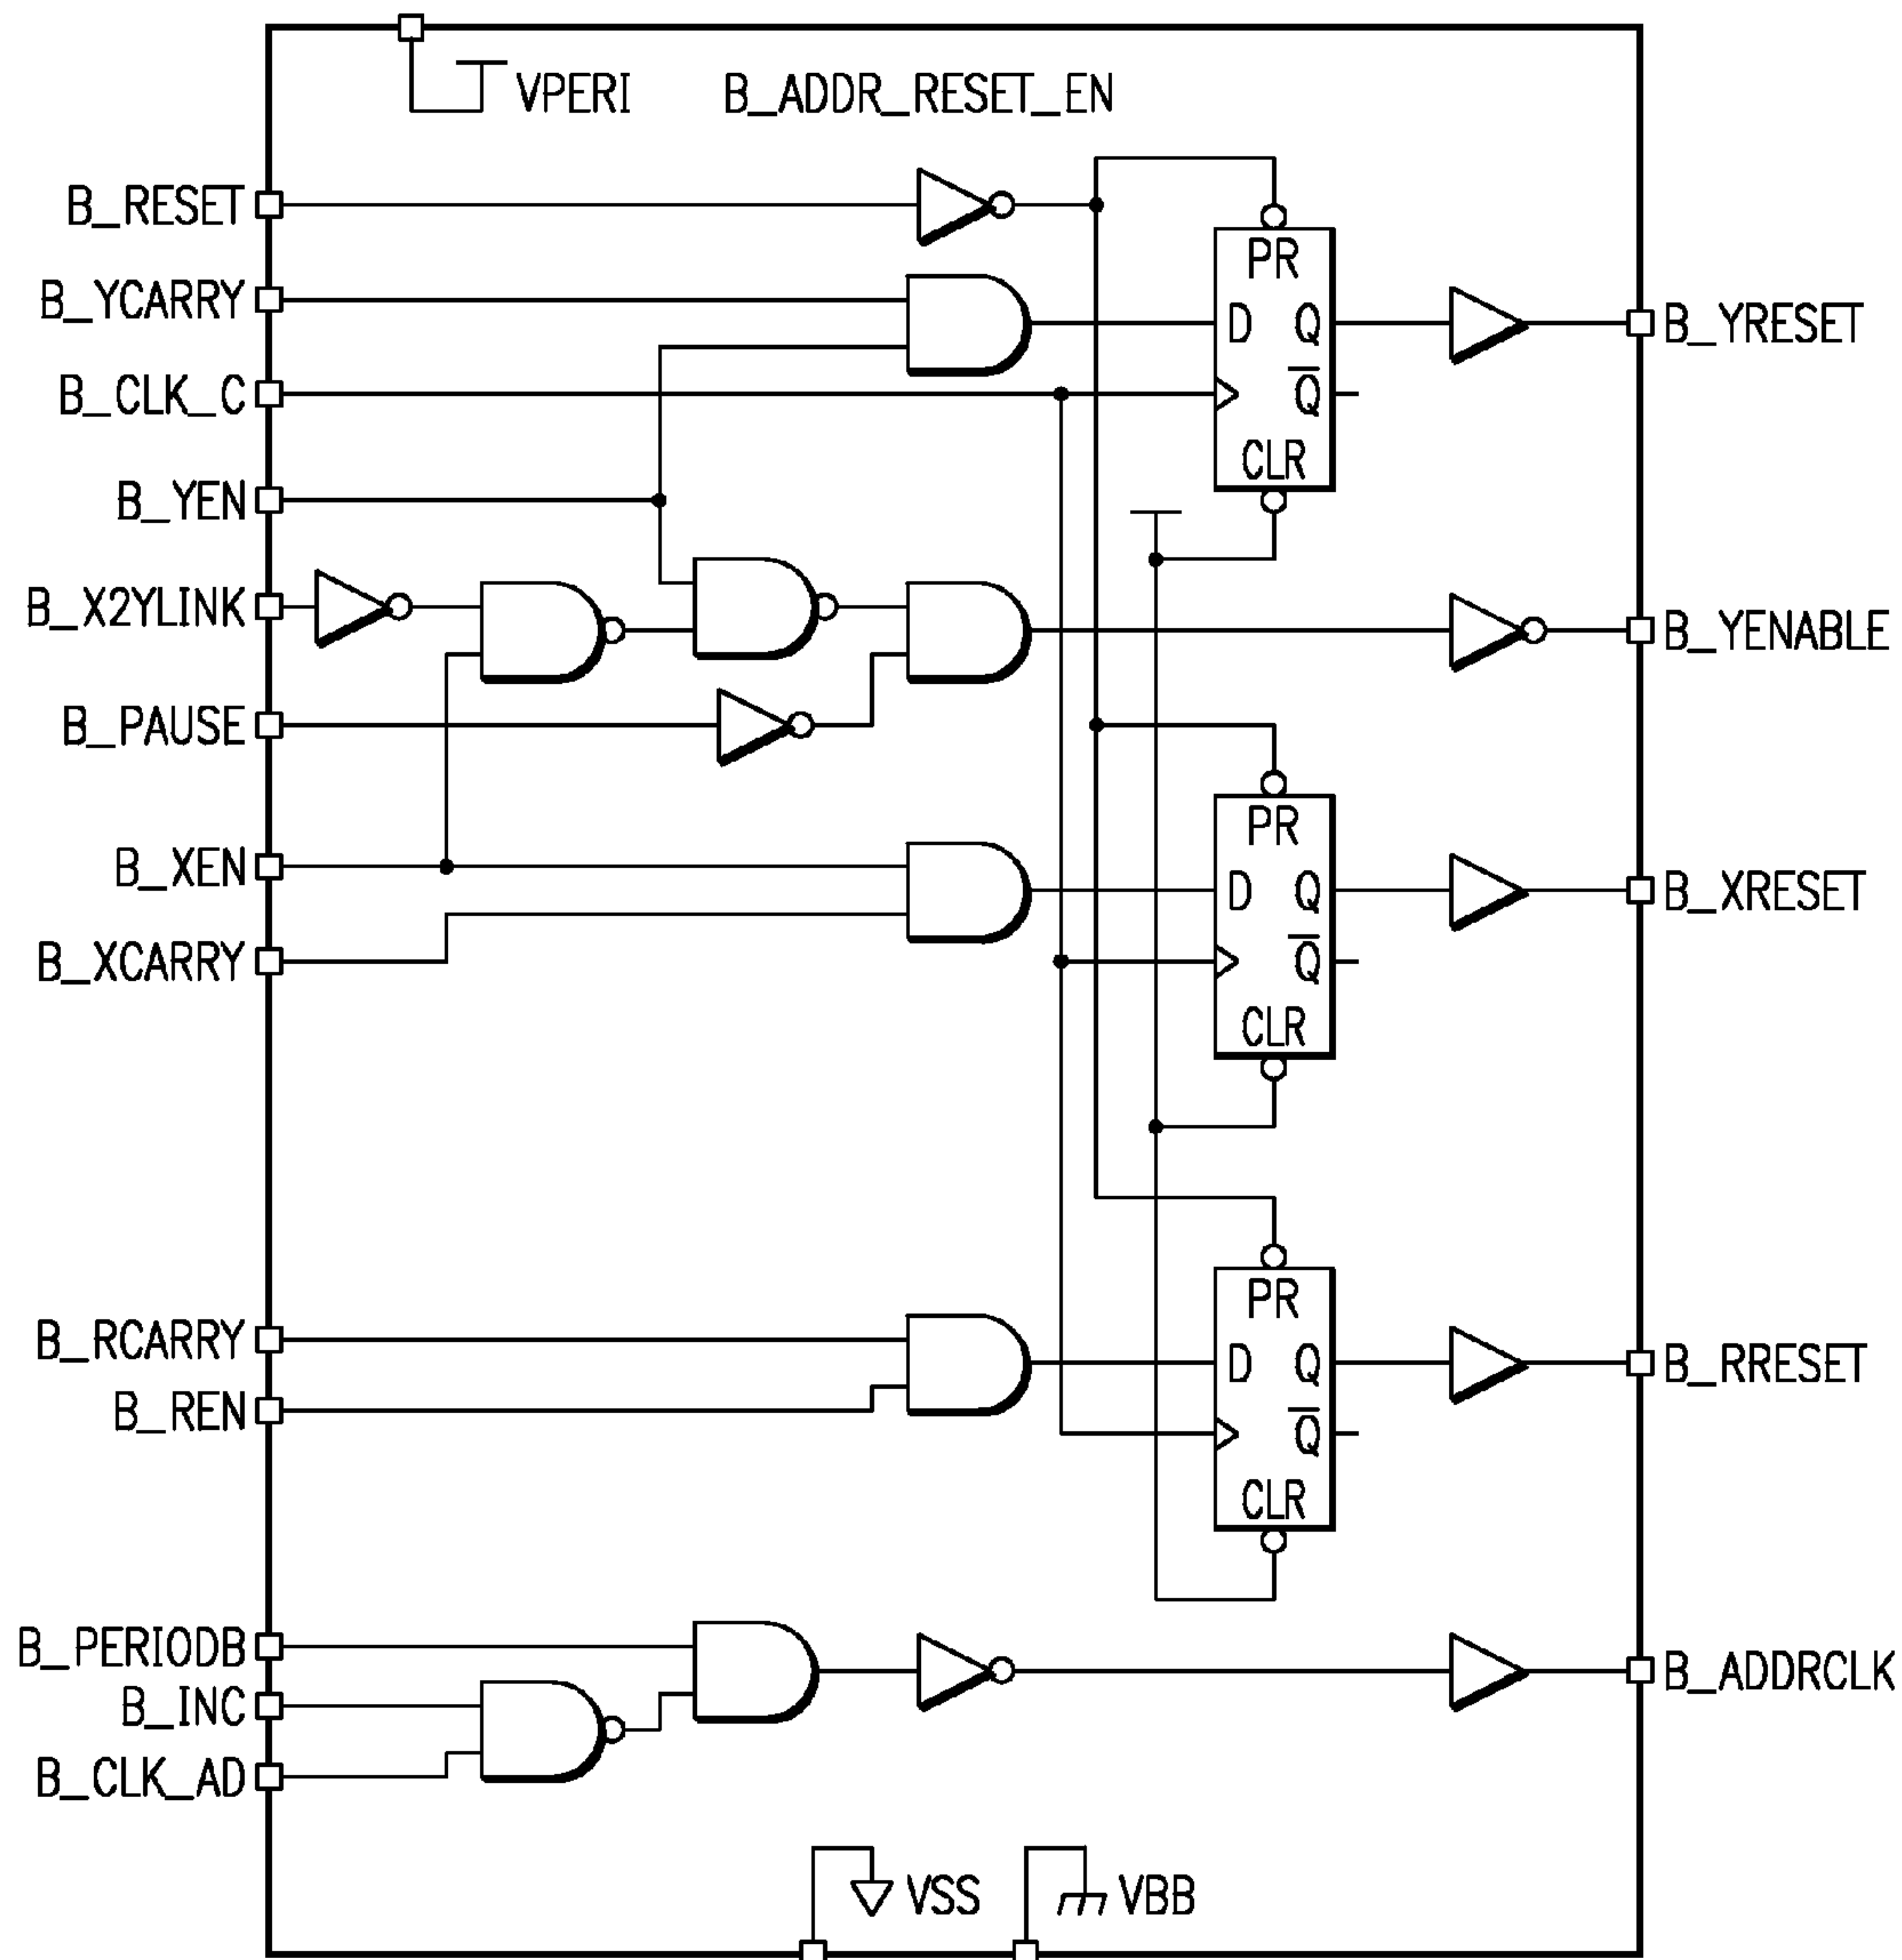 VPERI B_ADDR_RESET_EN
B_RESET
B_YCARRY
B_CLK_C
B_YEN
B_X2YLINK
B_PAUSE
B_XEN
B_XCARRY
B_RCARRY
B_REN
B_PERIODB
B_INC
B_CLK_AD
PR
D Q
Q̅
CLR
PR
D Q
Q̅
CLR
PR
D Q
Q̅
CLR
B_YRESET
B_YENABLE
B_XRESET
B_RRESET
B_ADDRCLK
VSS VBB